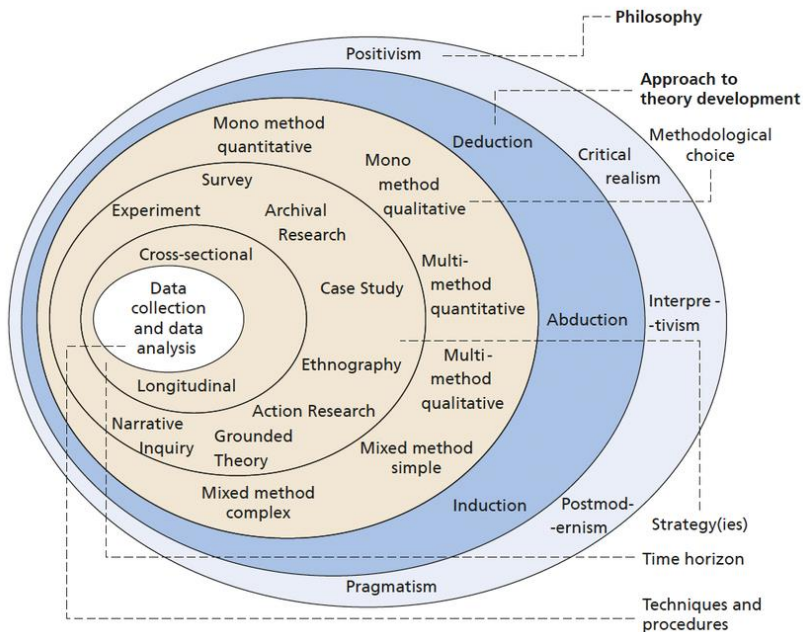 Philosophy
Positivism
Approach to
theory development
Mono method
quantitative
Deduction
Methodological
choice
Critical
realism
Mono
method
qualitative
Survey
Experiment
Archival
Research
Cross-sectional
Data
collection
and data
analysis
Case Study
Multi-
method
quantitative
Abduction
Interpre -
-tivism
Ethnography
Multi-
method
qualitative
Longitudinal
Action Research
Narrative
Inquiry
Grounded
Theory
Mixed method
simple
Mixed method
complex
Induction
Postmod-
-ernism
Strategy(ies)
Time horizon
Pragmatism
Techniques and
procedures